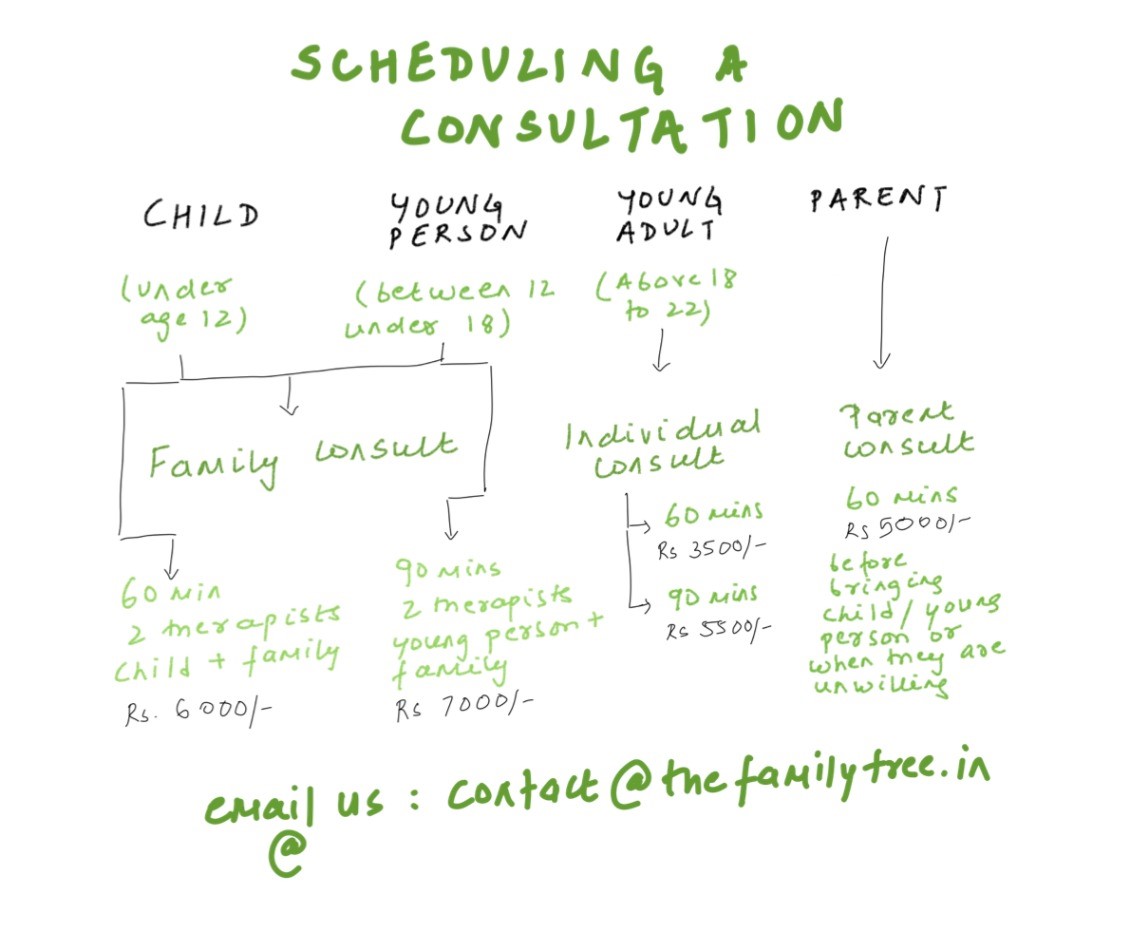 SCHEDULING A
CONSULTATION
CHILD
(under
age 12)
YOUNG
PERSON
(between 12
under 18)
YOUNG
ADULT
(Above 18
to 22)
PARENT
Family consult
60 min
2 therapists
child + family
Rs. 6000/-
90 mins
2 therapists
young person +
family
Rs 7000/-
Individual
consult
60 mins
Rs 3500/-
90 mins
Rs 5500/-
Parent
consult
60 mins
Rs 5000/-
before
bringing
child/young
person or
when they are
unwilling
email us : contact@thefamilytree.in
@